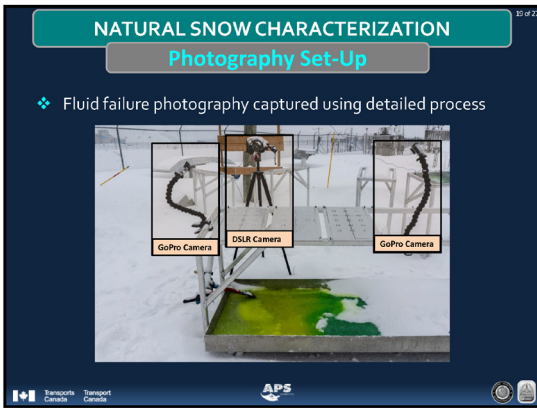 19 of 27
NATURAL SNOW CHARACTERIZATION
Photography Set-Up
Fluid failure photography captured using detailed process
GoPro Camera
DSLR Camera
GoPro Camera
Transports Transport
Canada Canada
APS